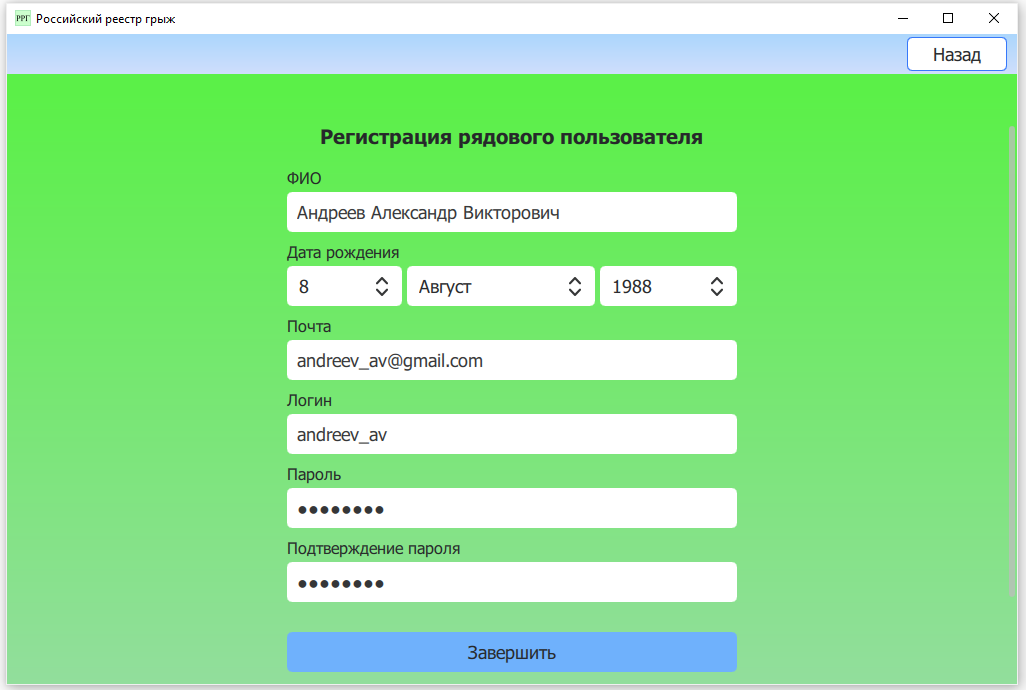 РРГ Российский реестр грыж
Назад
Регистрация рядового пользователя
ФИО
Андреев Александр Викторович
Дата рождения
8 Август 1988
Почта
andreev_av@gmail.com
Логин
andreev_av
Пароль
●●●●●●●●
Подтверждение пароля
●●●●●●●●
Завершить